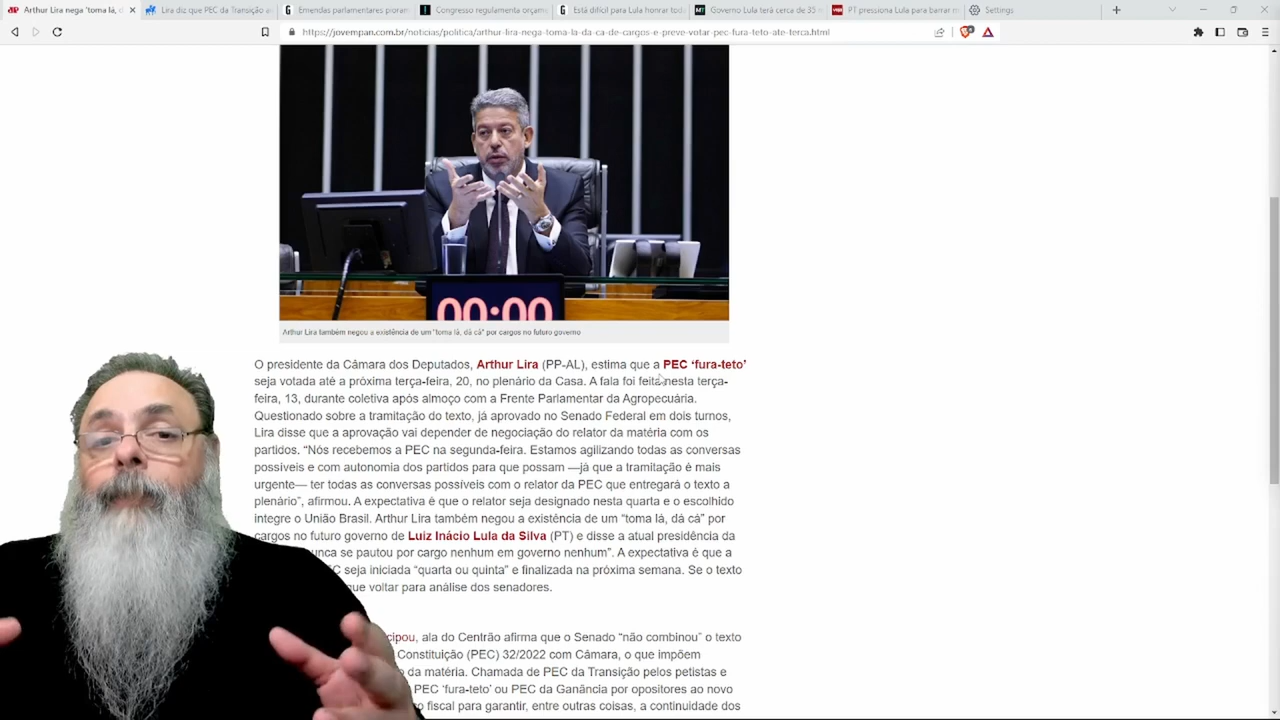 Arthur Lira nega 'toma lá, d
Lira diz que PEC da Transição a
Emendas parlamentares pioram
Congresso regulamenta orçam
Está difícil para Lula honrar tod
Governo Lula terá cerca de 35 m
PT pressiona Lula para barrar m
Settings
https://jovempan.com.br/noticias/politica/arthur-lira-nega-toma-la-da-ca-de-cargos-e-preve-votar-pec-fura-teto-ate-terca.html
00:00
Arthur Lira também negou a existência de um "toma lá, dá cá" por cargos no futuro governo
O presidente da Câmara dos Deputados, Arthur Lira (PP-AL), estima que a PEC ‘fura-teto’
seja votada até a próxima terça-feira, 20, no plenário da Casa. A fala foi feita nesta terça-
feira, 13, durante coletiva após almoço com a Frente Parlamentar da Agropecuária.
Questionado sobre a tramitação do texto, já aprovado no Senado Federal em dois turnos,
Lira disse que a aprovação vai depender de negociação do relator da matéria com os
partidos. “Nós recebemos a PEC na segunda-feira. Estamos agilizando todas as conversas
possíveis e com autonomia dos partidos para que possam —já que a tramitação é mais
urgente— ter todas as conversas possíveis com o relator da PEC que entregará o texto a
plenário”, afirmou. A expectativa é que o relator seja designado nesta quarta e o escolhido
integre o União Brasil. Arthur Lira também negou a existência de um “toma lá, dá cá” por
cargos no futuro governo de Luiz Inácio Lula da Silva (PT) e disse a atual presidência da
unca se pautou por cargo nenhum em governo nenhum”. A expectativa é que a
C seja iniciada “quarta ou quinta” e finalizada na próxima semana. Se o texto
que voltar para análise dos senadores.
cipou, ala do Centrão afirma que o Senado “não combinou” o texto
Constituição (PEC) 32/2022 com Câmara, o que impõem
da matéria. Chamada de PEC da Transição pelos petistas e
PEC ‘fura-teto’ ou PEC da Ganância por opositores ao novo
o fiscal para garantir, entre outras coisas, a continuidade dos